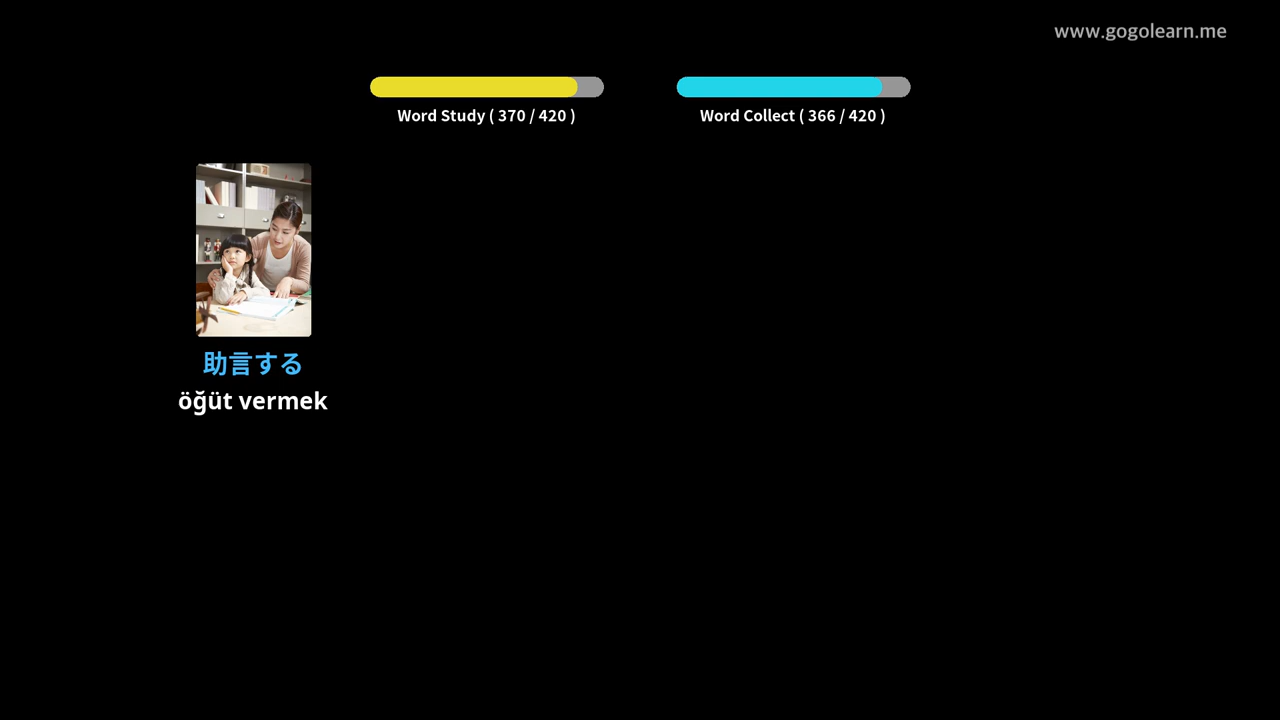 www.gogolearn.me
Word Study ( 370 / 420 )
Word Collect ( 366 / 420 )
助言する
öğüt vermek